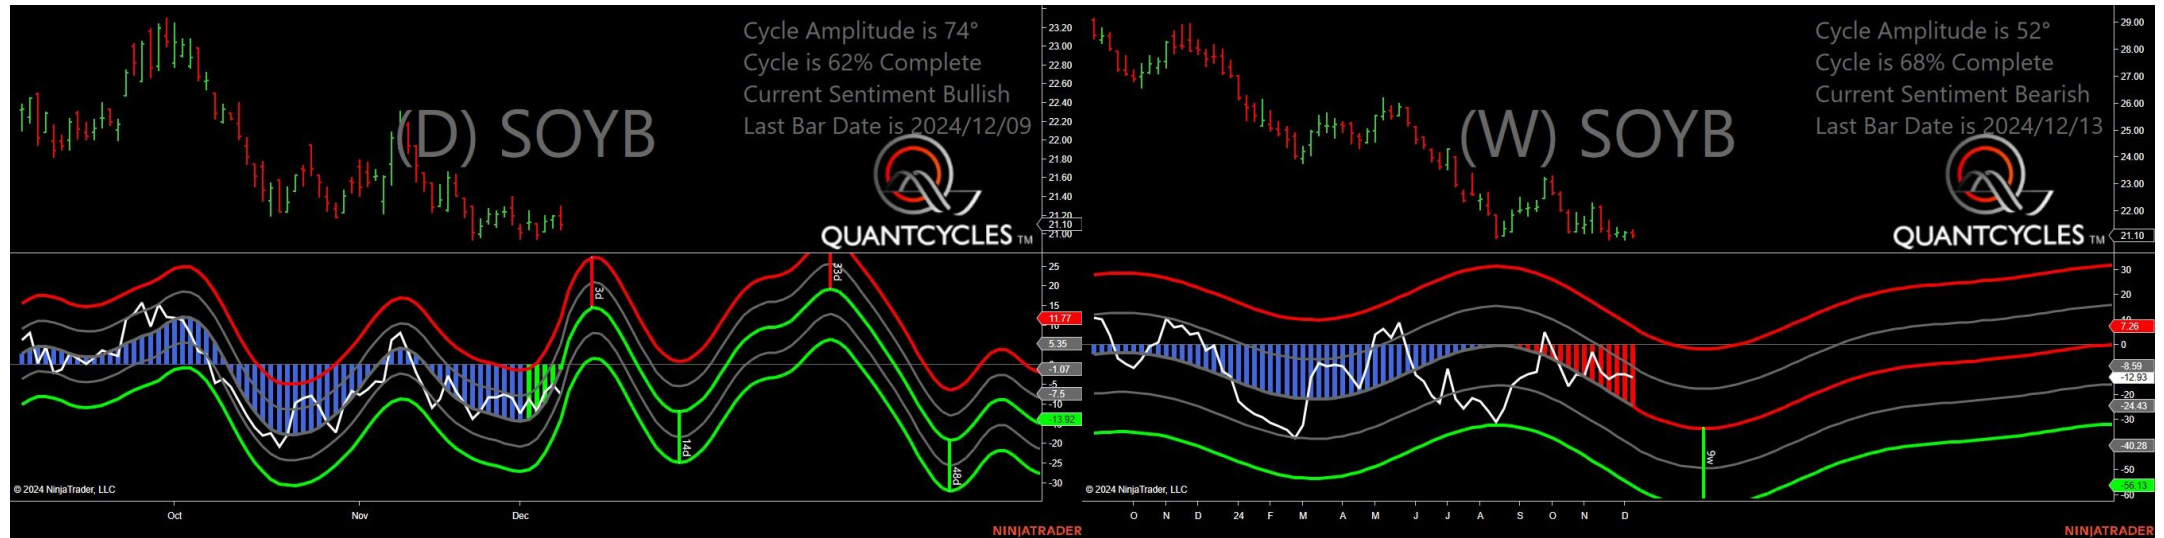 Cycle Amplitude is 74°
Cycle is 62% Complete
Current Sentiment Bullish
Last Bar Date is 2024/12/09
(D) SOYB
QUANTCYCLES TM
23.20
23.00
22.80
22.60
22.40
22.20
22.00
21.80
21.60
21.40
21.20
21.10
21.00
25
20
15
11.77
10
5.35
-1.07
-5
-7.5
-10
-13.92
-20
-25
-30
3d
14d
33d
48d
© 2024 NinjaTrader, LLC
Oct
Nov
Dec
NINJATRADER
Cycle Amplitude is 52°
Cycle is 68% Complete
Current Sentiment Bearish
Last Bar Date is 2024/12/13
(W) SOYB
QUANTCYCLES TM
29.00
28.00
27.00
26.00
25.00
24.00
23.00
22.00
21.10
30
20
7.26
0
-8.59
-12.93
-20
-24.43
-30
-40.28
-50
-56.13
-60
9w
© 2024 NinjaTrader, LLC
O N D 24 F M A M J J A S O N D
NINJATRADER